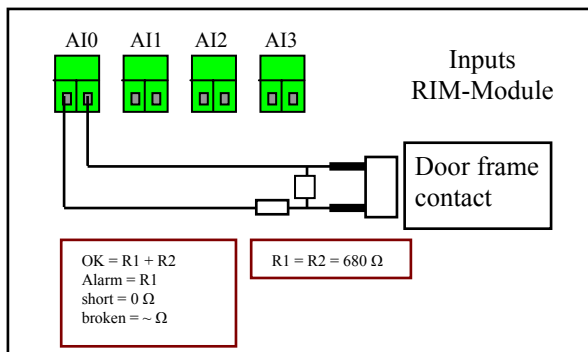 AI0 AI1 AI2 AI3
Inputs
RIM-Module
Door frame
contact
OK = R1 + R2
Alarm = R1
short = 0 Ω
broken = ~ Ω
R1 = R2 = 680 Ω